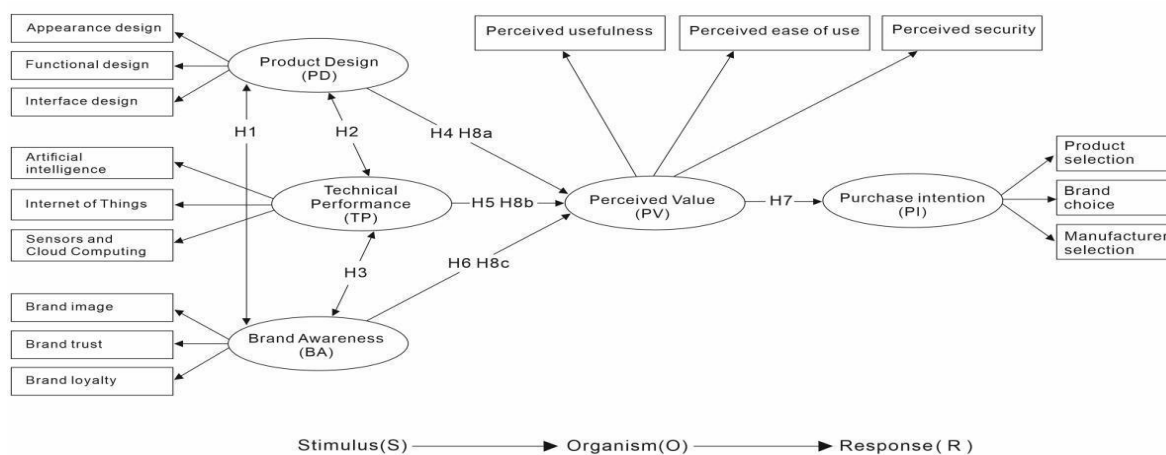 Appearance design
Functional design
Interface design
Product Design
(PD)
Perceived usefulness
Perceived ease of use
Perceived security
H1
H2
H4 H8a
Artificial
intelligence
Internet of Things
Sensors and
Cloud Computing
Technical
Performance
(TP)
H5 H8b
Perceived Value
(PV)
H7
Purchase intention
(PI)
Product
selection
Brand
choice
Manufacturer
selection
H3
H6 H8c
Brand image
Brand trust
Brand loyalty
Brand Awareness
(BA)
Stimulus(S)
Organism(O)
Response( R )